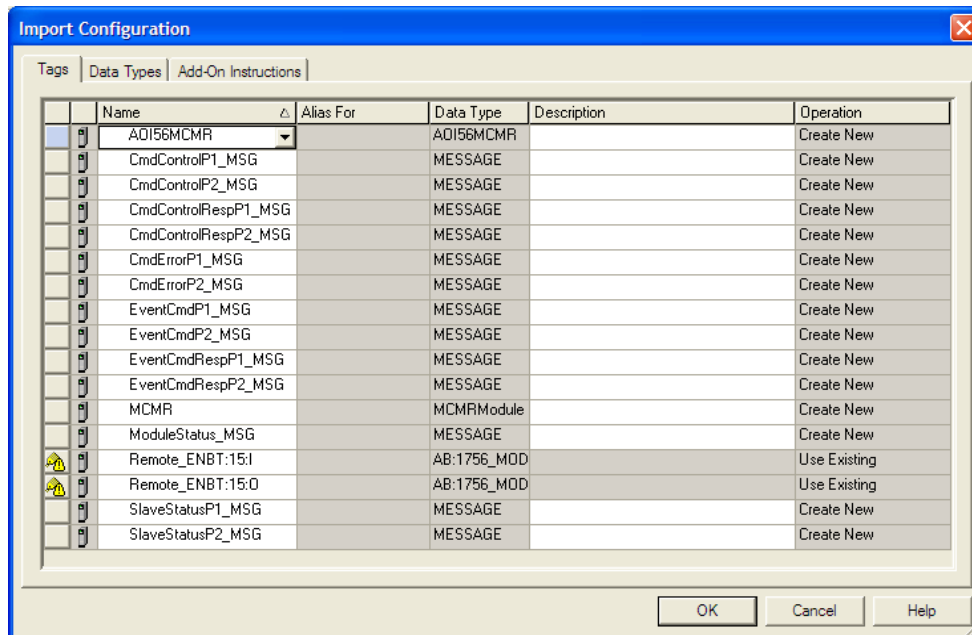 Import Configuration
Tags Data Types Add-On Instructions
Name Alias For Data Type Description Operation
AOI56MCMR AOI56MCMR Create New
CmdControlP1_MSG MESSAGE Create New
CmdControlP2_MSG MESSAGE Create New
CmdControlRespP1_MSG MESSAGE Create New
CmdControlRespP2_MSG MESSAGE Create New
CmdErrorP1_MSG MESSAGE Create New
CmdErrorP2_MSG MESSAGE Create New
EventCmdP1_MSG MESSAGE Create New
EventCmdP2_MSG MESSAGE Create New
EventCmdRespP1_MSG MESSAGE Create New
EventCmdRespP2_MSG MESSAGE Create New
MCMR MCMRModule Create New
ModuleStatus_MSG MESSAGE Create New
Remote_ENBT:15:I AB:1756_MOD Use Existing
Remote_ENBT:15:O AB:1756_MOD Use Existing
SlaveStatusP1_MSG MESSAGE Create New
SlaveStatusP2_MSG MESSAGE Create New
OK Cancel Help